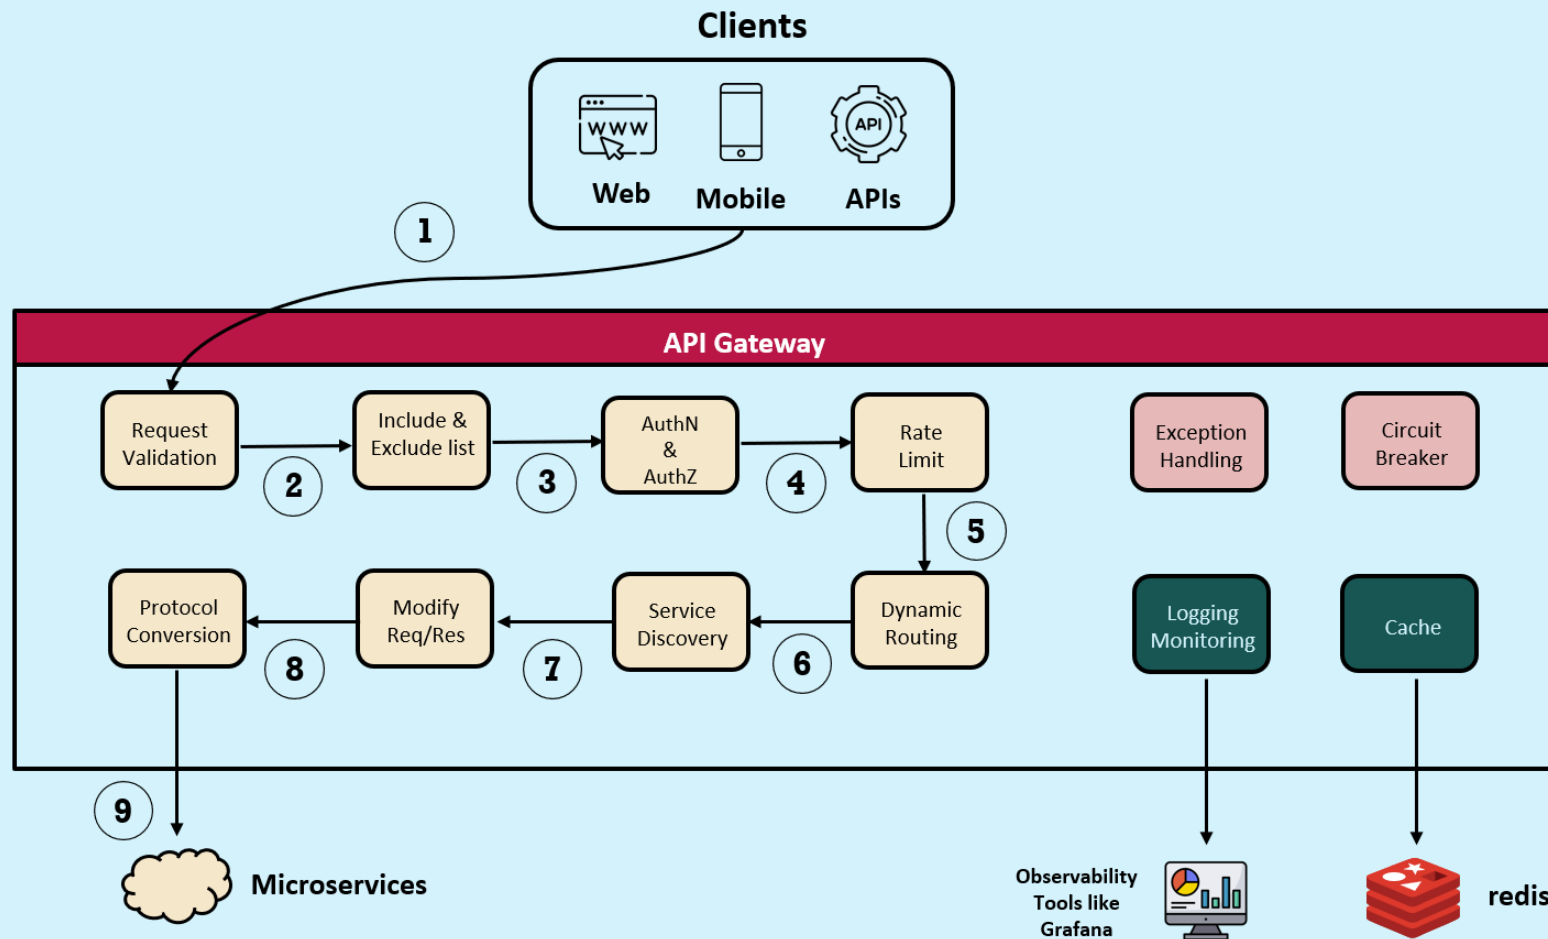 Clients
WWW
API
Web
Mobile
APIs
1
API Gateway
Request
Validation
2
Include &
Exclude list
3
AuthN
&
AuthZ
4
Rate
Limit
Exception
Handling
Circuit
Breaker
5
Protocol
Conversion
8
Modify
Req/Res
7
Service
Discovery
6
Dynamic
Routing
Logging
Monitoring
Cache
9
Microservices
Observability
Tools like
Grafana
redis